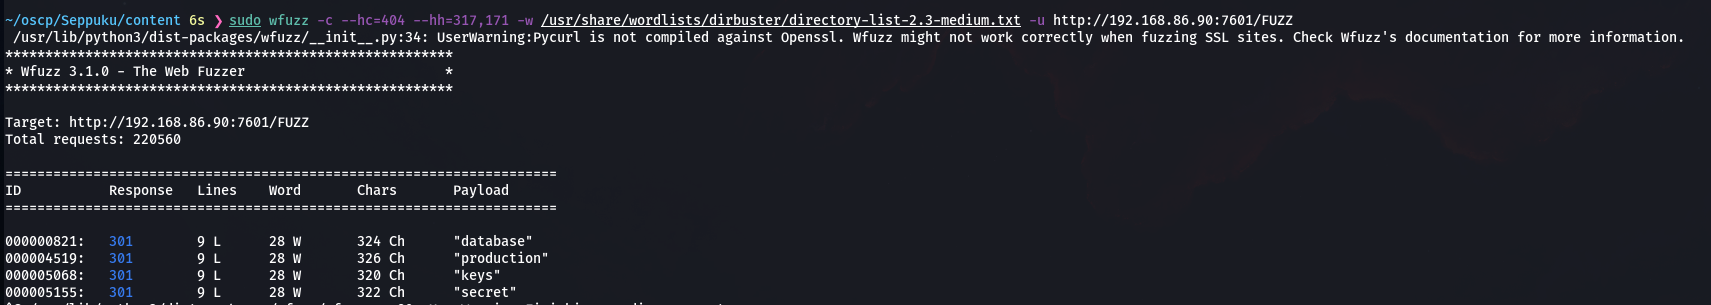 ~/oscp/Seppuku/content 6s ❯ sudo wfuzz -c --hc=404 --hh=317,171 -w /usr/share/wordlists/dirbuster/directory-list-2.3-medium.txt -u http://192.168.86.90:7601/FUZZ
/usr/lib/python3/dist-packages/wfuzz/__init__.py:34: UserWarning:Pycurl is not compiled against Openssl. Wfuzz might not work correctly when fuzzing SSL sites. Check Wfuzz's documentation for more information.
********************************************************
* Wfuzz 3.1.0 - The Web Fuzzer                         *
********************************************************
Target: http://192.168.86.90:7601/FUZZ
Total requests: 220560
=====================================================================
ID           Response   Lines    Word       Chars       Payload
=====================================================================
000000821:   301        9 L      28 W       324 Ch      "database"
000004519:   301        9 L      28 W       326 Ch      "production"
000005068:   301        9 L      28 W       320 Ch      "keys"
000005155:   301        9 L      28 W       322 Ch      "secret"